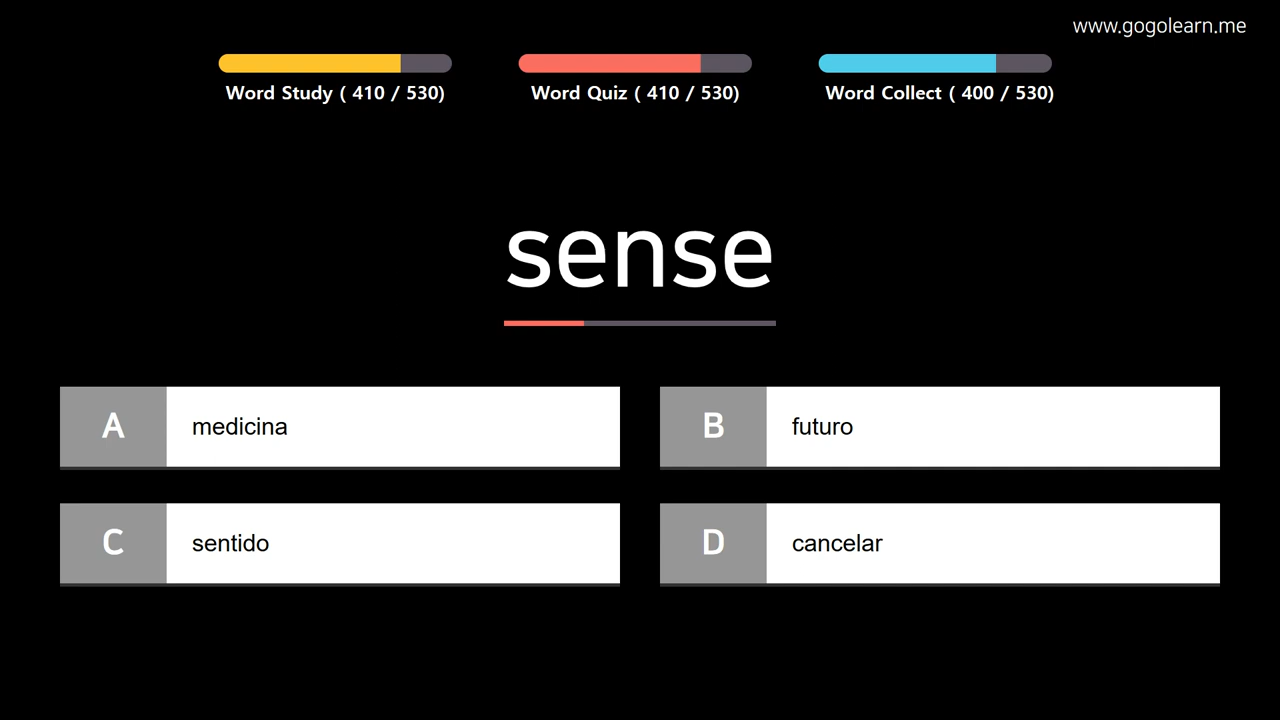 www.gogolearn.me
Word Study ( 410 / 530)
Word Quiz ( 410 / 530)
Word Collect ( 400 / 530)
sense
A
medicina
B
futuro
C
sentido
D
cancelar